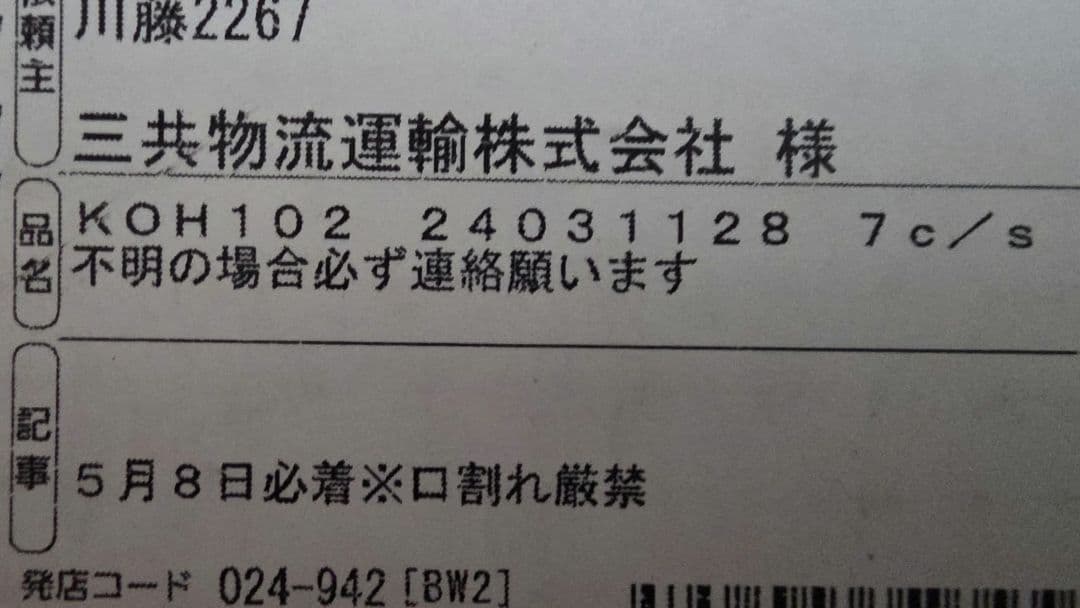 依頼主
川藤2267
三共物流運輸株式会社 様
品名
KOH102 24031128 7c/s
不明の場合必ず連絡願います
記事
5月8日必着※口割れ厳禁
発店コード 024-942 [BW2]